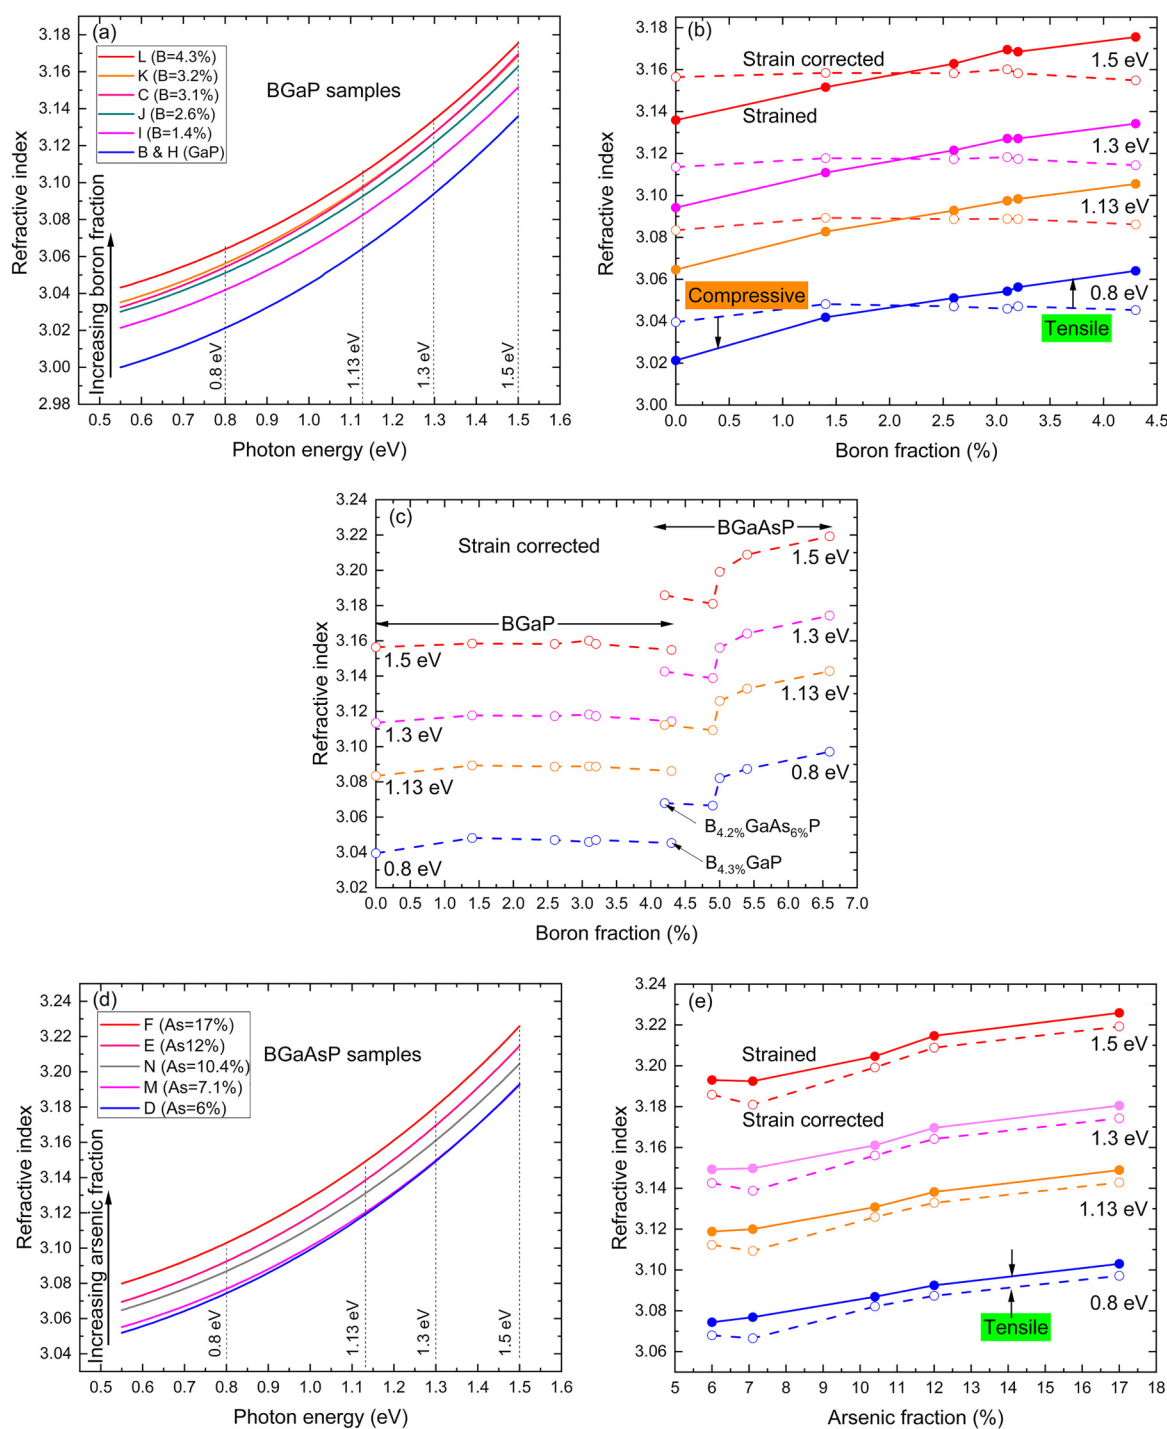 (a)
L (B=4.3%)
K (B=3.2%)
C (B=3.1%)
J (B=2.6%)
I (B=1.4%)
B & H (GaP)
BGaP samples
Increasing boron fraction
0.8 eV
1.13 eV
1.3 eV
1.5 eV
Refractive index
3.18
3.16
3.14
3.12
3.10
3.08
3.06
3.04
3.02
3.00
2.98
0.5 0.6 0.7 0.8 0.9 1.0 1.1 1.2 1.3 1.4 1.5 1.6
Photon energy (eV)
(b)
Strain corrected
Strained
1.5 eV
1.3 eV
1.13 eV
0.8 eV
Compressive
Tensile
Refractive index
3.18
3.16
3.14
3.12
3.10
3.08
3.06
3.04
3.02
3.00
0.0 0.5 1.0 1.5 2.0 2.5 3.0 3.5 4.0 4.5
Boron fraction (%)
(c)
Strain corrected
BGaAsP
BGaP
1.5 eV
1.3 eV
1.13 eV
0.8 eV
1.5 eV
1.3 eV
1.13 eV
0.8 eV
B4.2%GaAs6%P
B4.3%GaP
Refractive index
3.24
3.22
3.20
3.18
3.16
3.14
3.12
3.10
3.08
3.06
3.04
3.02
0.0 0.5 1.0 1.5 2.0 2.5 3.0 3.5 4.0 4.5 5.0 5.5 6.0 6.5 7.0
Boron fraction (%)
(d)
F (As=17%)
E (As12%)
N (As=10.4%)
M (As=7.1%)
D (As=6%)
BGaAsP samples
Increasing arsenic fraction
0.8 eV
1.13 eV
1.3 eV
1.5 eV
Refractive index
3.24
3.22
3.20
3.18
3.16
3.14
3.12
3.10
3.08
3.06
3.04
0.5 0.6 0.7 0.8 0.9 1.0 1.1 1.2 1.3 1.4 1.5 1.6
Photon energy (eV)
(e)
Strained
Strain corrected
1.5 eV
1.3 eV
1.13 eV
0.8 eV
Tensile
Refractive index
3.24
3.22
3.20
3.18
3.16
3.14
3.12
3.10
3.08
3.06
5 6 7 8 9 10 11 12 13 14 15 16 17 18
Arsenic fraction (%)